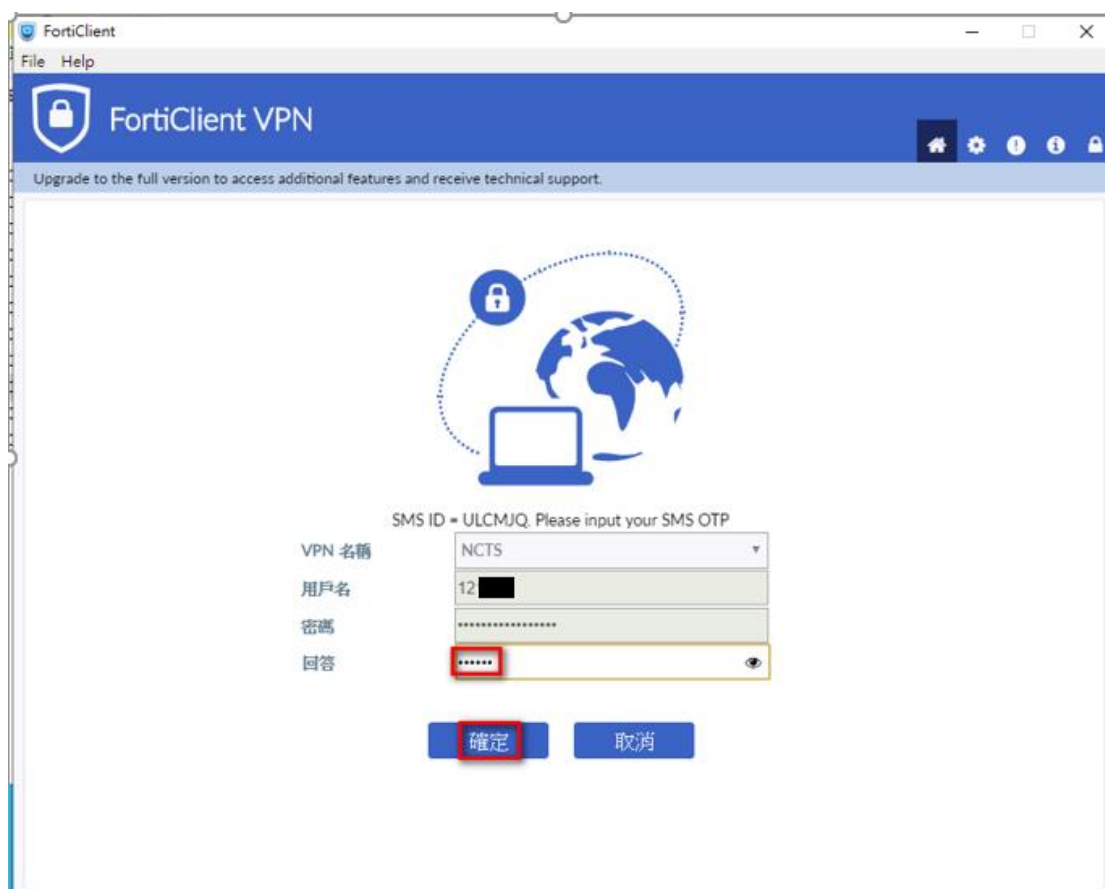 FortiClient
File Help
FortiClient VPN
Upgrade to the full version to access additional features and receive technical support.
SMS ID = ULCMJQ. Please input your SMS OTP
VPN 名稱 NCTS
用戶名 12
密碼 •••••••••••••••••
回答 ••••••
確定 取消